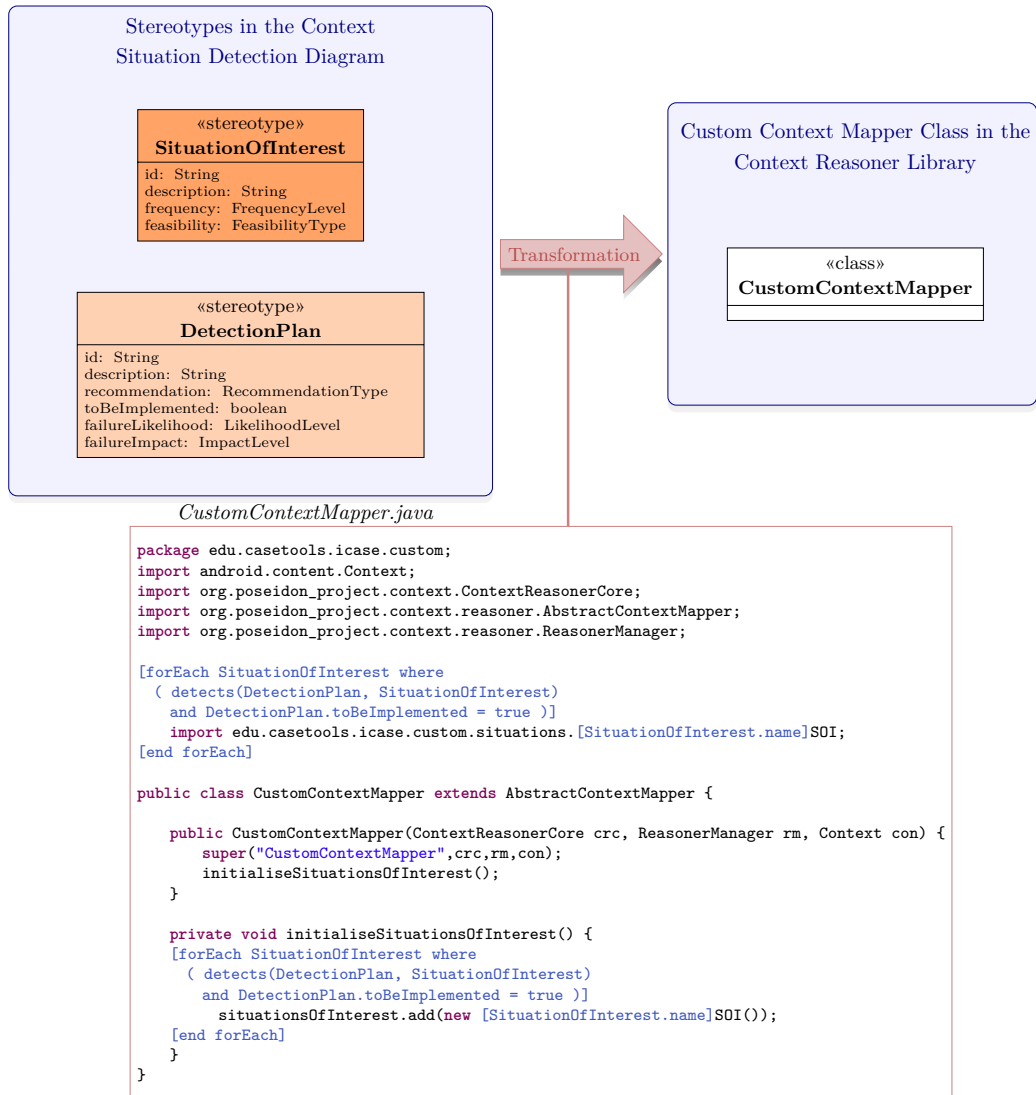 Stereotypes in the Context
Situation Detection Diagram
«stereotype»
SituationOfInterest
id: String
description: String
frequency: FrequencyLevel
feasibility: FeasibilityType
«stereotype»
DetectionPlan
id: String
description: String
recommendation: RecommendationType
toBeImplemented: boolean
failureLikelihood: LikelihoodLevel
failureImpact: ImpactLevel
Transformation
Custom Context Mapper Class in the
Context Reasoner Library
«class»
CustomContextMapper
CustomContextMapper.java
package edu.casetools.icase.custom;
import android.content.Context;
import org.poseidon_project.context.ContextReasonerCore;
import org.poseidon_project.context.reasoner.AbstractContextMapper;
import org.poseidon_project.context.reasoner.ReasonerManager;
[forEach SituationOfInterest where
( detects(DetectionPlan, SituationOfInterest)
and DetectionPlan.toBeImplemented = true )]
import edu.casetools.icase.custom.situations.[SituationOfInterest.name]SOI;
[end forEach]
public class CustomContextMapper extends AbstractContextMapper {
public CustomContextMapper(ContextReasonerCore crc, ReasonerManager rm, Context con) {
super("CustomContextMapper",crc,rm,con);
initialiseSituationsOfInterest();
}
private void initialiseSituationsOfInterest() {
[forEach SituationOfInterest where
( detects(DetectionPlan, SituationOfInterest)
and DetectionPlan.toBeImplemented = true )]
situationsOfInterest.add(new [SituationOfInterest.name]SOI());
[end forEach]
}
}